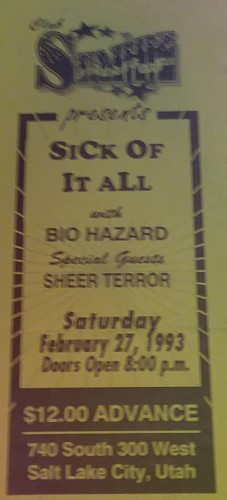 Club
presents
SICK OF
IT ALL
with
BIO HAZARD
Special Guests
SHEER TERROR
Saturday
February 27, 1993
Doors Open 8:00 p.m.
$12.00 ADVANCE
740 South 300 West
Salt Lake City, Utah